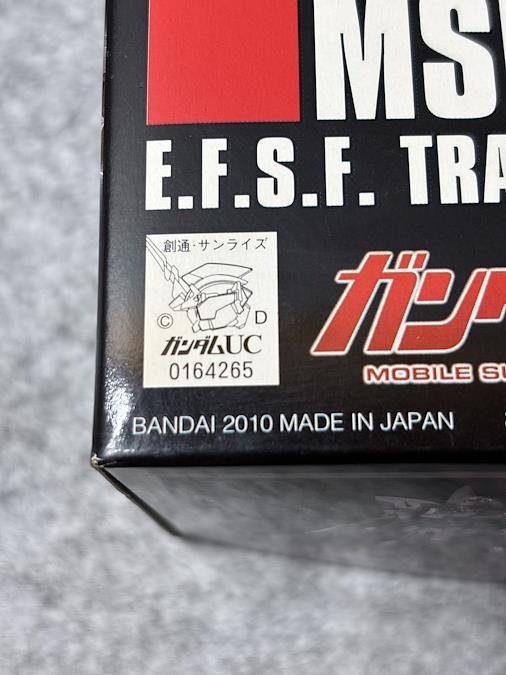 MS
E.F.S.F. TRA
創通・サンライズ
© D
ガンダムUC
0164265
ガン
MOBILE SU
BANDAI 2010 MADE IN JAPAN